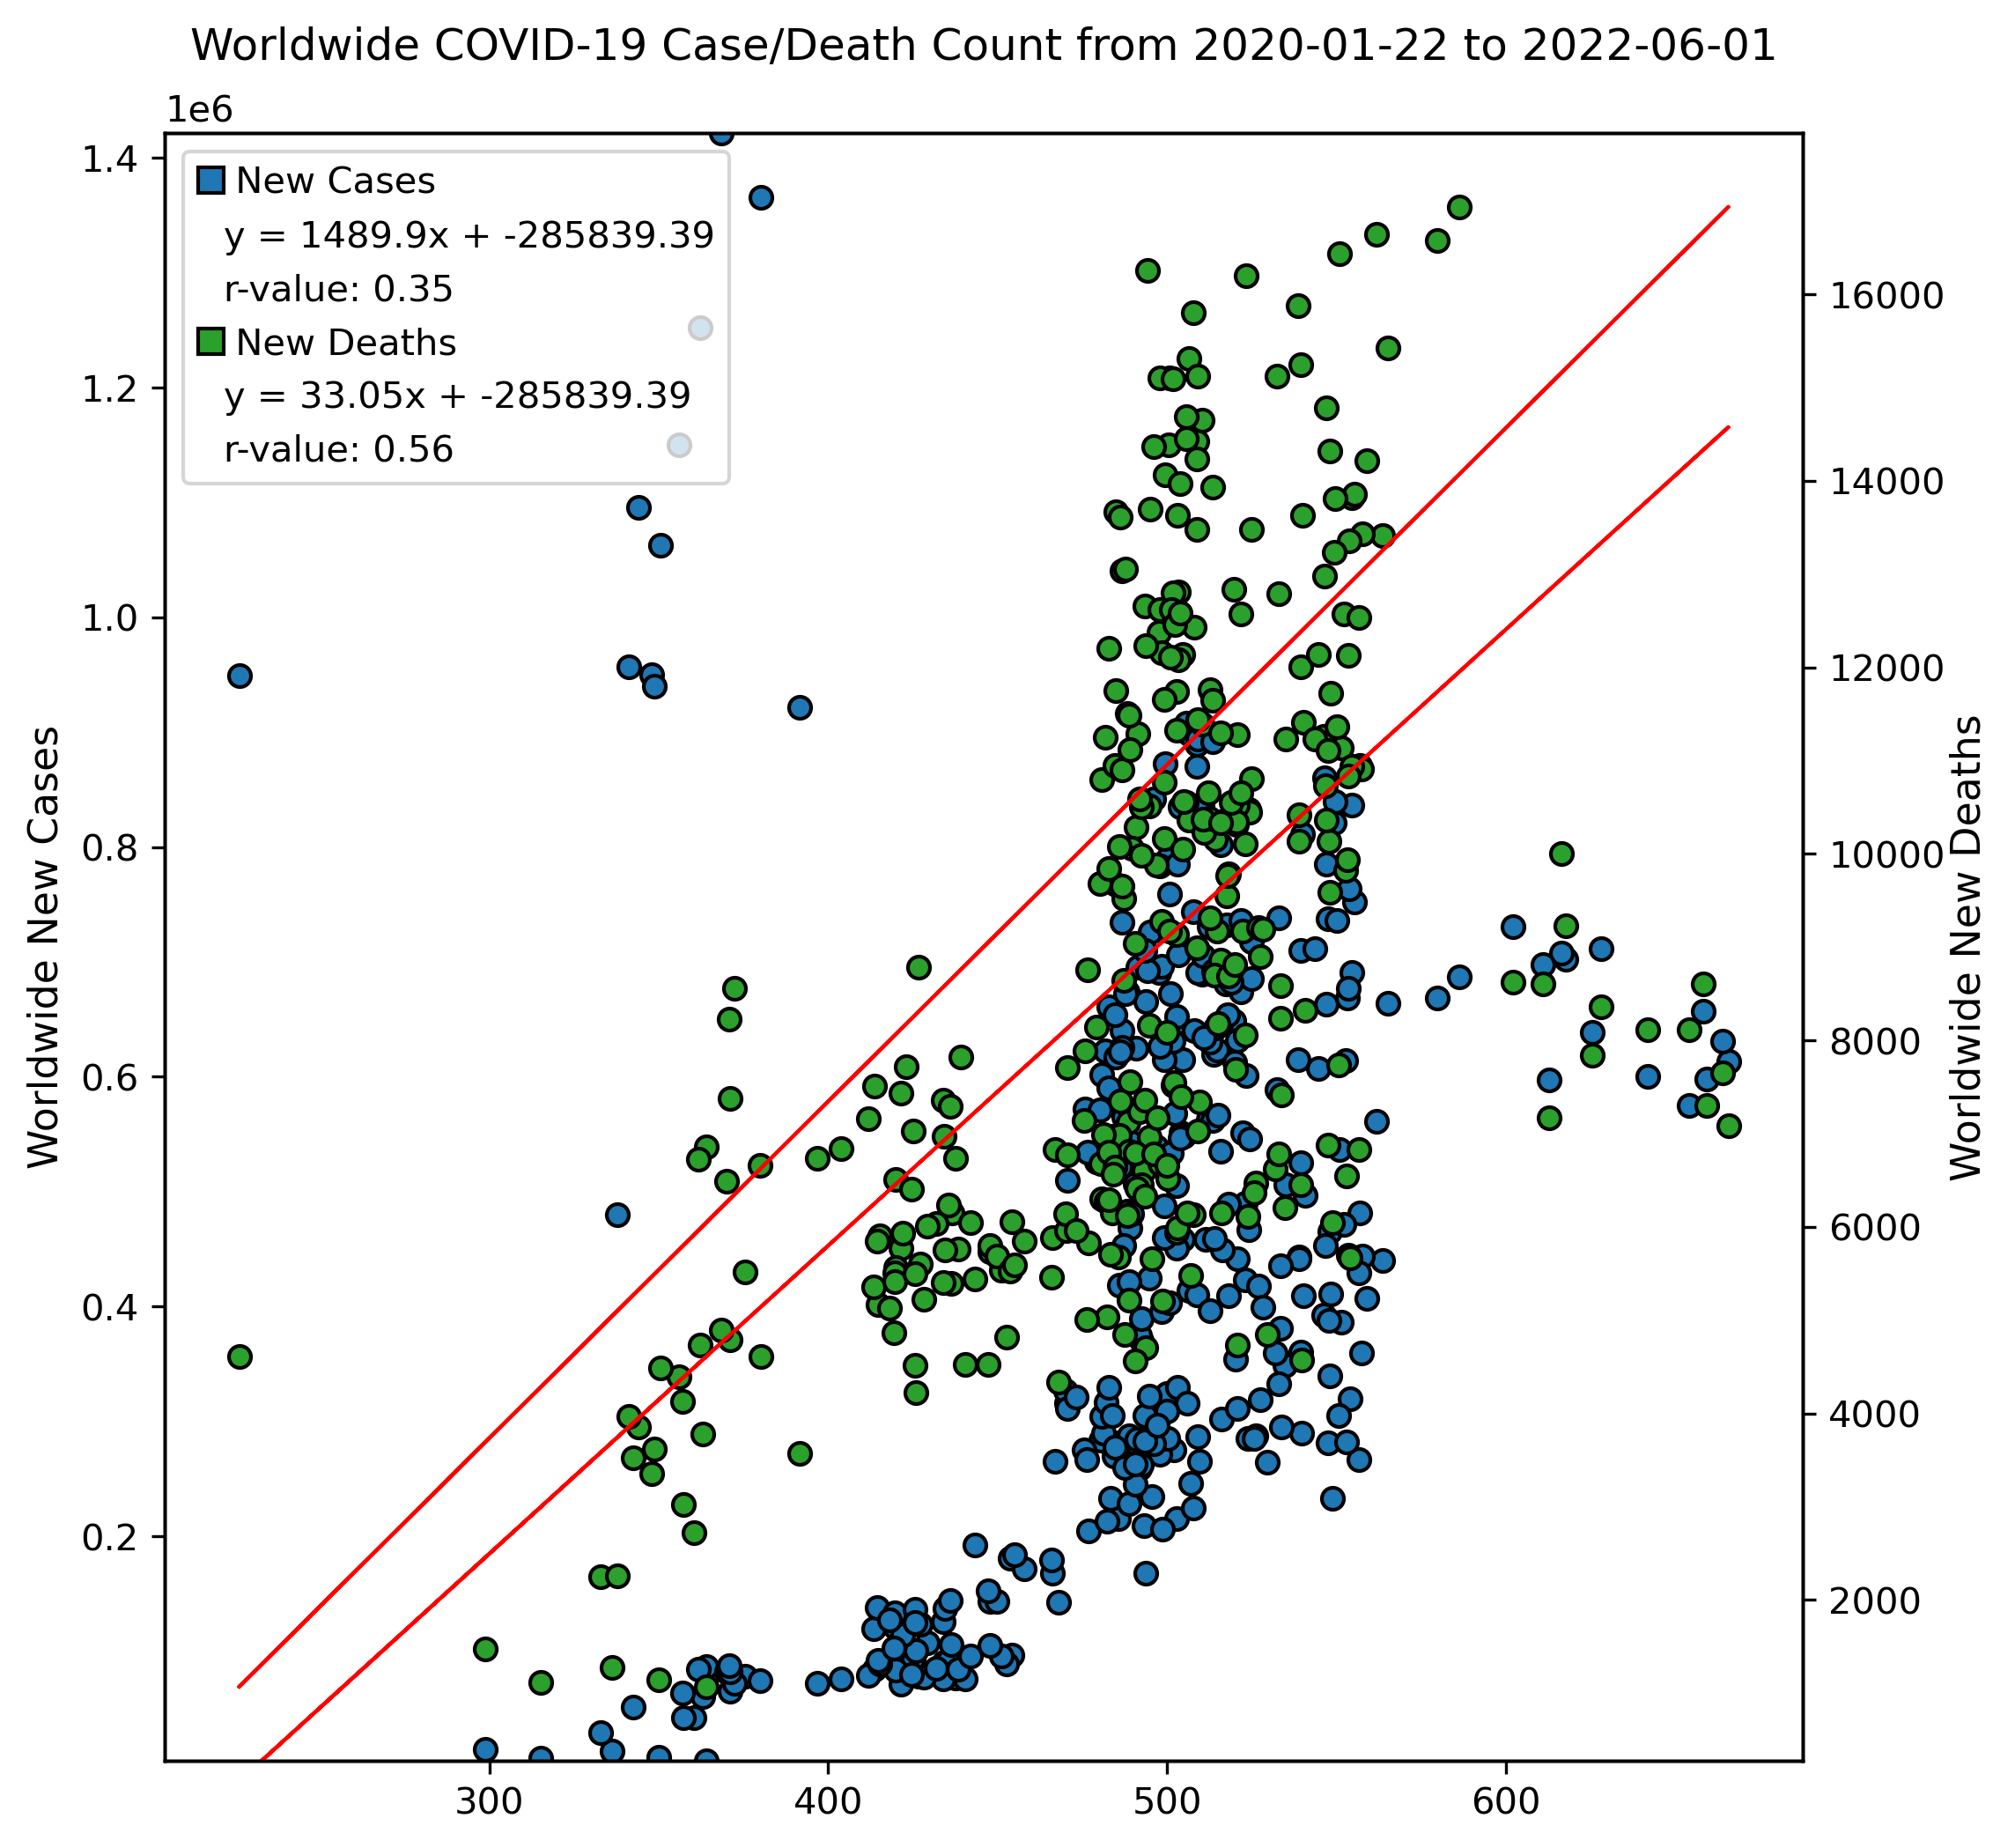 Worldwide COVID-19 Case/Death Count from 2020-01-22 to 2022-06-01
1e6
1.4
1.2
1.0
0.8
0.6
0.4
0.2
Worldwide New Cases
New Cases
y = 1489.9x + -285839.39
r-value: 0.35
New Deaths
y = 33.05x + -285839.39
r-value: 0.56
16000
14000
12000
10000
8000
6000
4000
2000
Worldwide New Deaths
300
400
500
600